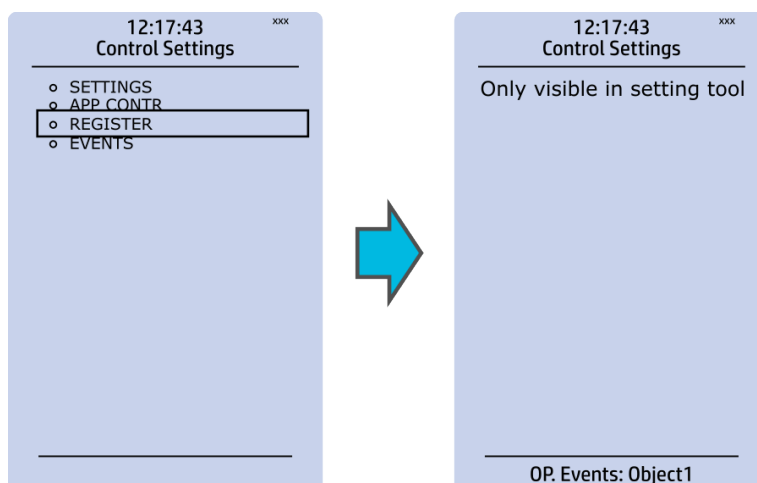 12:17:43
xxx
Control Settings
SETTINGS
APP CONTR
REGISTER
EVENTS
12:17:43
xxx
Control Settings
Only visible in setting tool
OP. Events: Object1